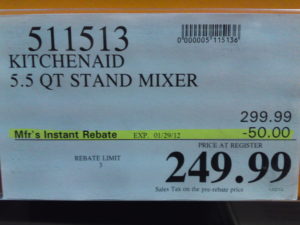 511513
0000005115136
KITCHENAID
5.5 QT STAND MIXER
299.99
Mfr's Instant Rebate EXP. 01/29/12 -50.00
PRICE AT REGISTER
REBATE LIMIT
3
249.99
Sales Tax on the pre-rebate price